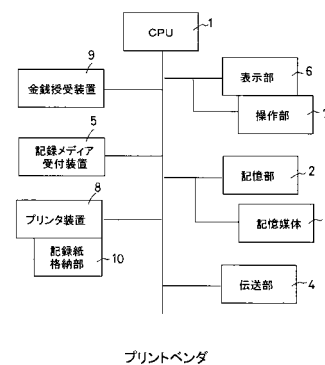 CPU
1
9
金銭授受装置
表示部
6
操作部
5
記録メディア
受付装置
記憶部
2
8
プリンタ装置
記憶媒体
記録紙
格納部
10
伝送部
4
プリントベンダ